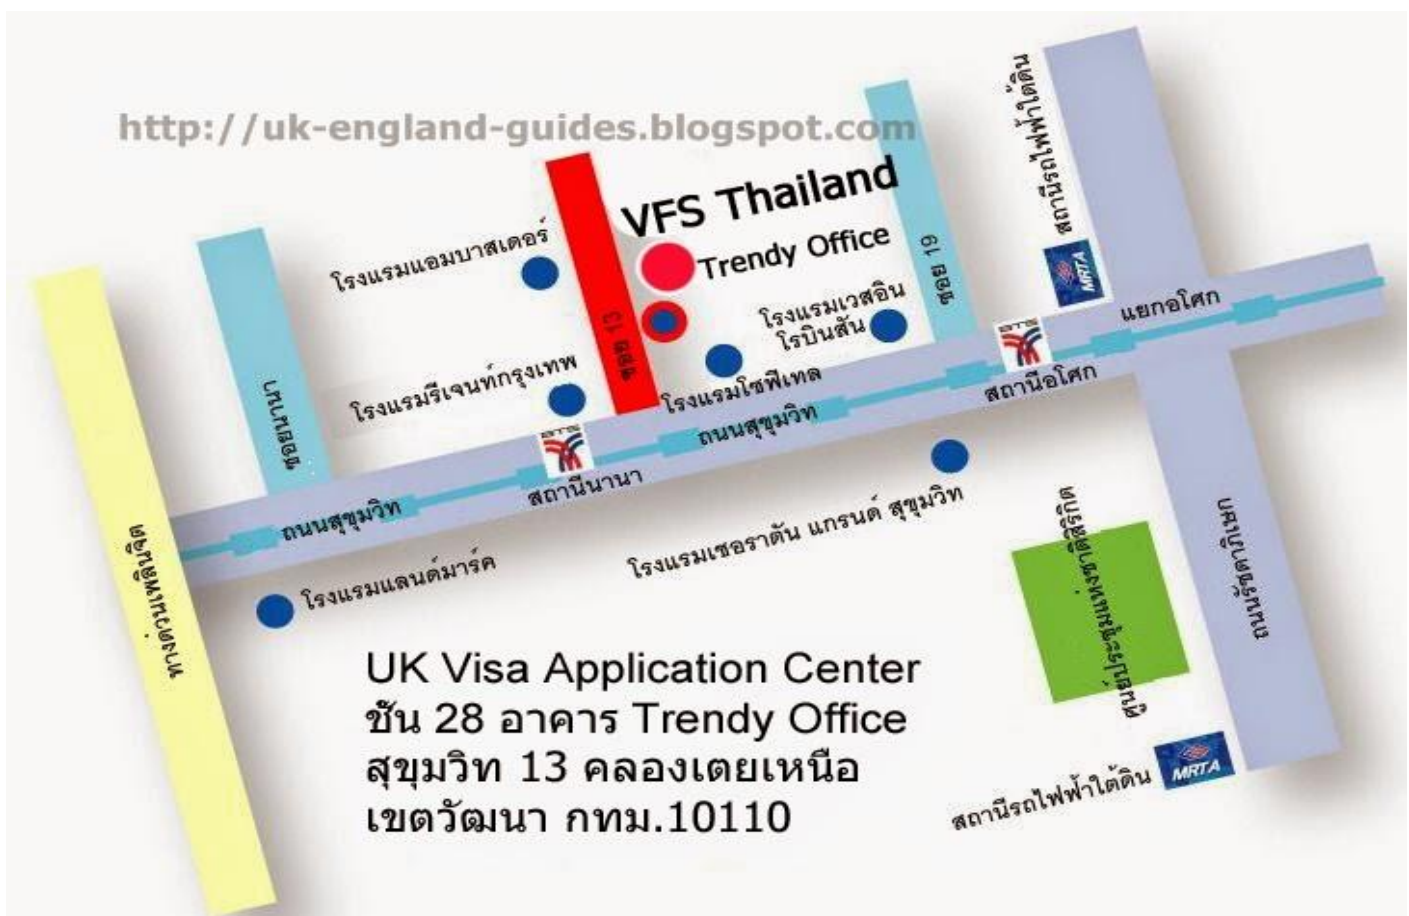 http://uk-england-guides.blogspot.com
สถานีรถไฟฟ้าใต้ดิน
VFS Thailand
Trendy Office
ซอย 19
MRTA
โรงแรมแอมบาสเดอร์
โรงแรมเวสอิน
โรบินสัน
แยกอโศก
ซอย 13
BTS
สถานีอโศก
โรงแรมรีเจนท์กรุงเทพ
โรงแรมโซฟีเทล
ซอยนานา
ถนนสุขุมวิท
BTS
สถานีนานา
ถนนสุขุมวิท
โรงแรมเชอราตัน แกรนด์ สุขุมวิท
โรงแรมแลนด์มาร์ค
ทางด่วนเพลินจิต
ศูนย์ประชุมแห่งชาติสิริกิต
ถนนรัชดาภิเษก
UK Visa Application Center
ชั้น 28 อาคาร Trendy Office
สุขุมวิท 13 คลองเตยเหนือ
เขตวัฒนา กทม.10110
MRTA
สถานีรถไฟฟ้าใต้ดิน